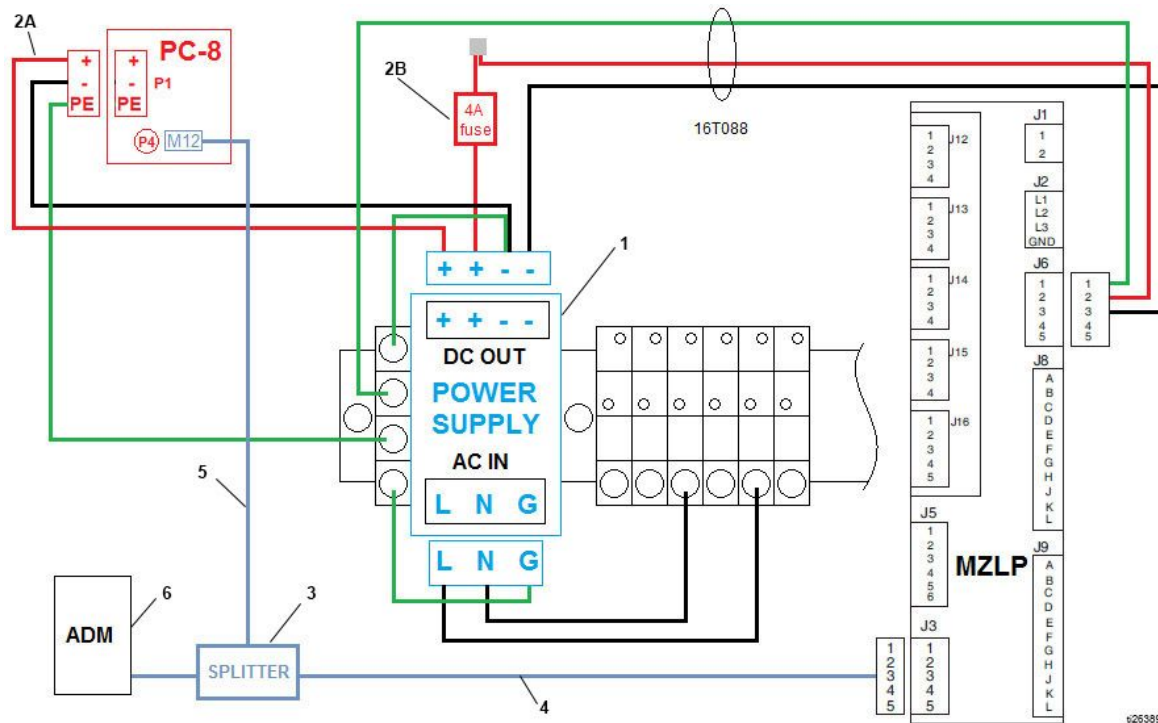 2A
PC-8
+
-
PE
+
-
PE
P1
P4
M12
2B
4A
fuse
16T088
1
+ + - -
+ + - -
DC OUT
POWER
SUPPLY
AC IN
L N G
L N G
5
6
ADM
3
SPLITTER
4
J12
1
2
3
4
J13
1
2
3
4
J14
1
2
3
4
J15
1
2
3
4
J16
1
2
3
4
5
J5
1
2
3
4
5
6
MZLP
J3
1
2
3
4
5
1
2
3
4
5
J1
1
2
J2
L1
L2
L3
GND
J6
1
2
3
4
5
1
2
3
4
5
J8
A
B
C
D
E
F
G
H
J
K
L
J9
A
B
C
D
E
F
G
H
J
K
L